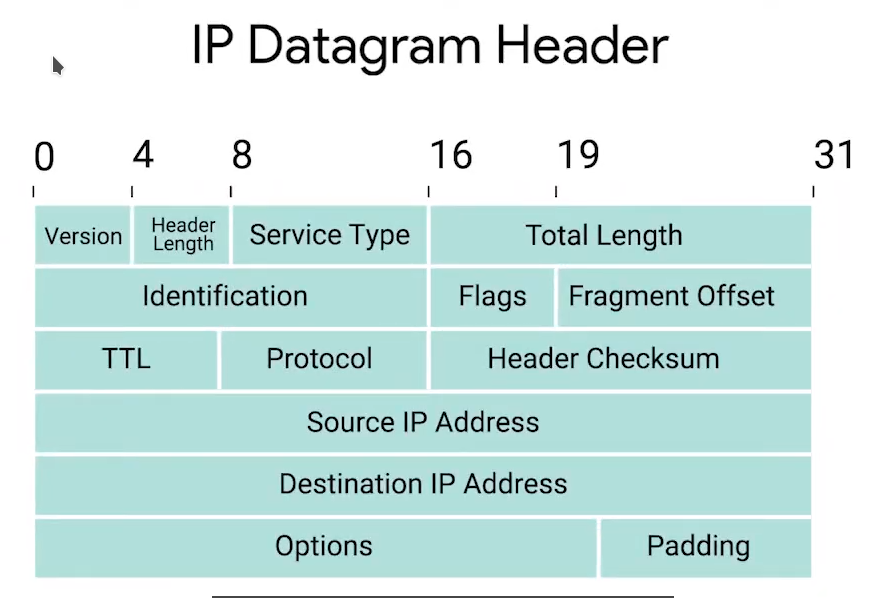 IP Datagram Header
0 4 8 16 19 31
Version Header Length Service Type Total Length
Identification Flags Fragment Offset
TTL Protocol Header Checksum
Source IP Address
Destination IP Address
Options Padding